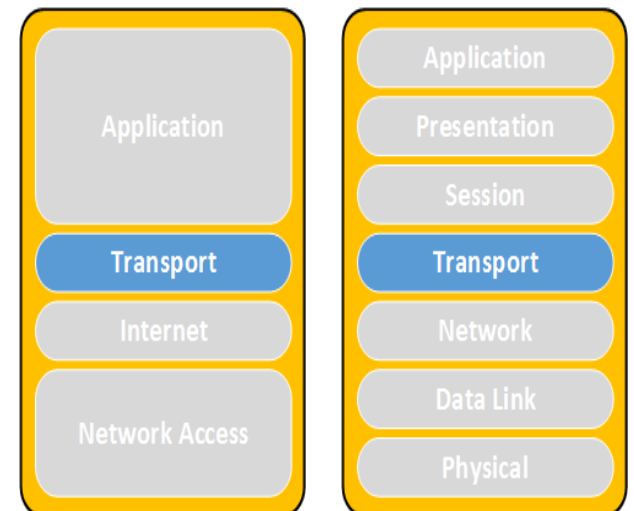 Application
Transport
Internet
Network Access
Application
Presentation
Session
Transport
Network
Data Link
Physical